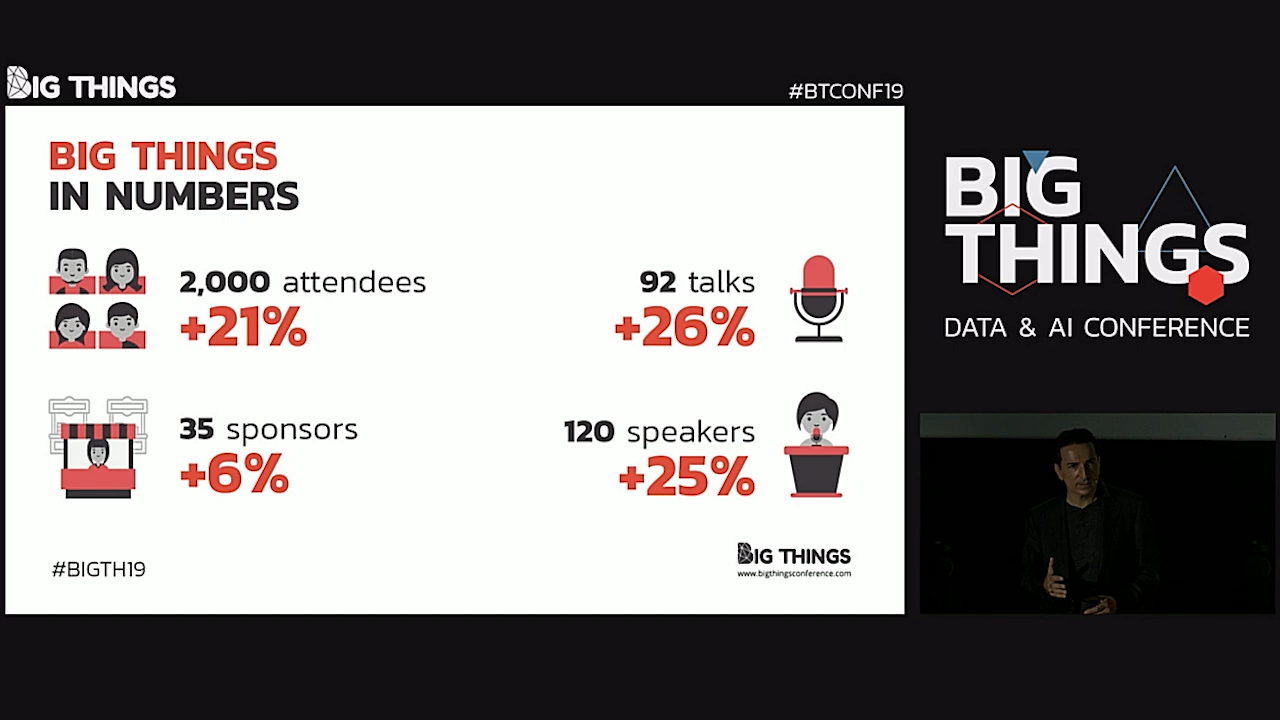 BIG THINGS
#BTCONF19
BIG THINGS
IN NUMBERS
2,000 attendees
+21%
92 talks
+26%
35 sponsors
+6%
120 speakers
+25%
#BIGTH19
BIG THINGS
www.bigthingsconference.com
BIG
THINGS
DATA & AI CONFERENCE